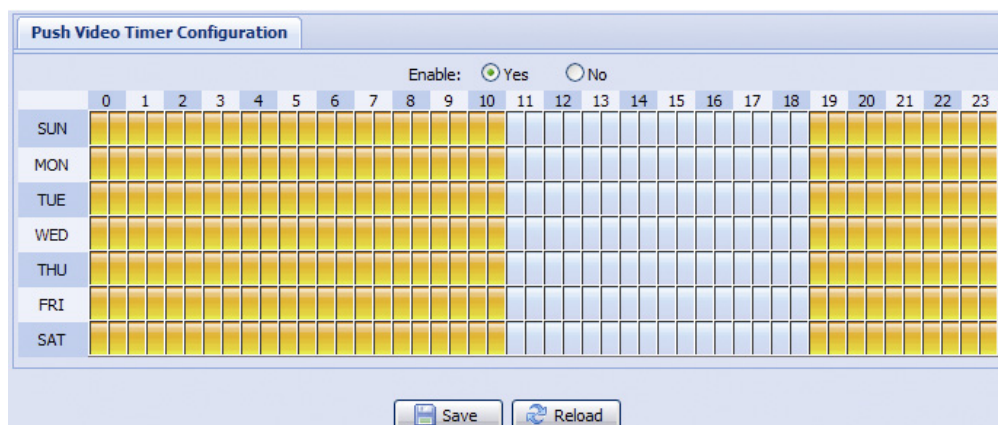 Push Video Timer Configuration
Enable: Yes No
0 1 2 3 4 5 6 7 8 9 10 11 12 13 14 15 16 17 18 19 20 21 22 23
SUN
MON
TUE
WED
THU
FRI
SAT
Save Reload